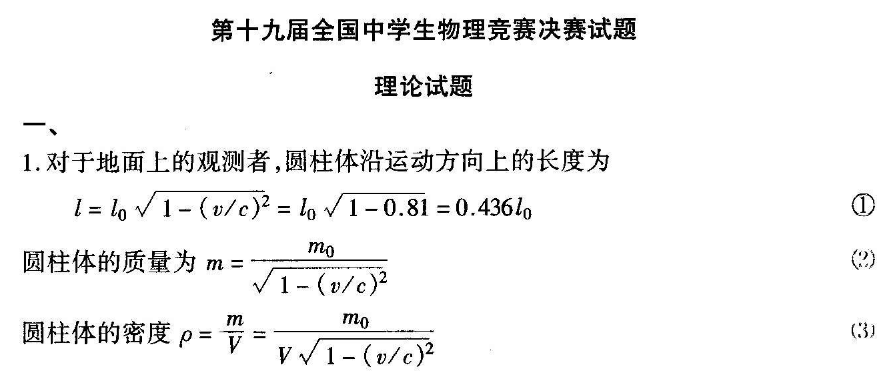 第十九届全国中学生物理竞赛决赛试题
理论试题
一、
1.对于地面上的观测者,圆柱体沿运动方向上的长度为
l = l₀ √(1-(v/c)²) = l₀ √(1-0.81) = 0.436l₀ ①
圆柱体的质量为 m = m₀ / √(1-(v/c)²) (2)
圆柱体的密度 ρ = m/V = m₀ / (V√(1-(v/c)²)) (3)